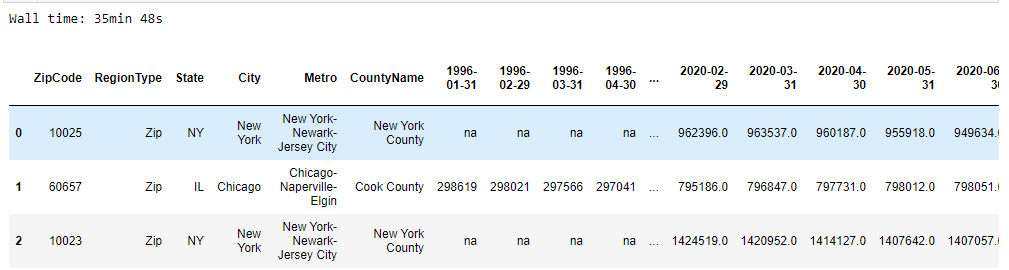 Wall time: 35min 48s
ZipCode RegionType State City Metro CountyName 1996-01-31 1996-02-29 1996-03-31 1996-04-30 ... 2020-02-29 2020-03-31 2020-04-30 2020-05-31 2020-06
0 10025 Zip NY New York New York-Newark-Jersey City New York County na na na na ... 962396.0 963537.0 960187.0 955918.0 949634.
1 60657 Zip IL Chicago Chicago-Naperville-Elgin Cook County 298619 298021 297566 297041 ... 795186.0 796847.0 797731.0 798012.0 798051.
2 10023 Zip NY New York New York-Newark-Jersey City New York County na na na na ... 1424519.0 1420952.0 1414127.0 1407642.0 1407057.